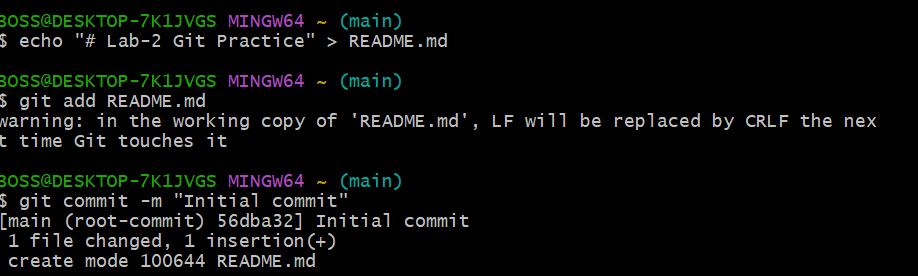 BOSS@DESKTOP-7K1JVGS MINGW64 ~ (main)
$ echo "# Lab-2 Git Practice" > README.md
BOSS@DESKTOP-7K1JVGS MINGW64 ~ (main)
$ git add README.md
warning: in the working copy of 'README.md', LF will be replaced by CRLF the nex
t time Git touches it
BOSS@DESKTOP-7K1JVGS MINGW64 ~ (main)
$ git commit -m "Initial commit"
[main (root-commit) 56dba32] Initial commit
 1 file changed, 1 insertion(+)
 create mode 100644 README.md